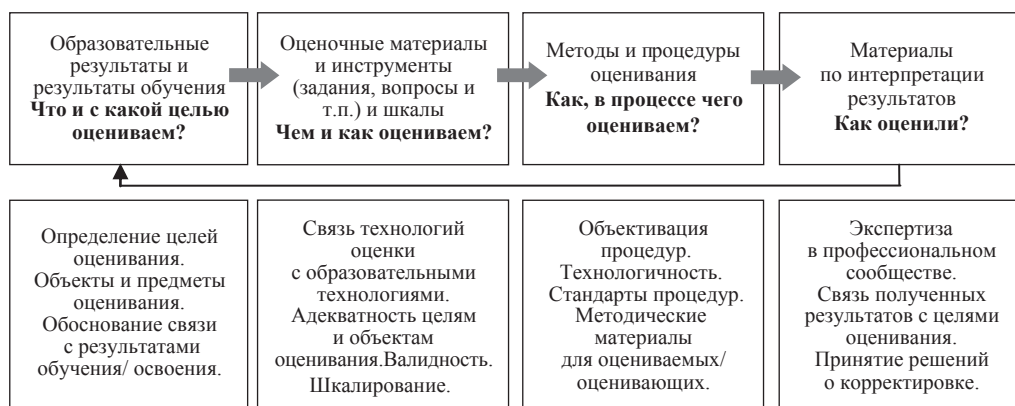 Образовательные
результаты и
результаты обучения
Что и с какой целью
оцениваем?
Оценочные материалы
и инструменты
(задания, вопросы и
т.п.) и шкалы
Чем и как оцениваем?
Методы и процедуры
оценивания
Как, в процессе чего
оцениваем?
Материалы
по интерпретации
результатов
Как оценили?
Определение целей
оценивания.
Объекты и предметы
оценивания.
Обоснование связи
с результатами
обучения/ освоения.
Связь технологий
оценки
с образовательными
технологиями.
Адекватность целям
и объектам
оценивания.Валидность.
Шкалирование.
Объективация
процедур.
Технологичность.
Стандарты процедур.
Методические
материалы
для оцениваемых/
оценивающих.
Экспертиза
в профессиональном
сообществе.
Связь полученных
результатов с целями
оценивания.
Принятие решений
о корректировке.